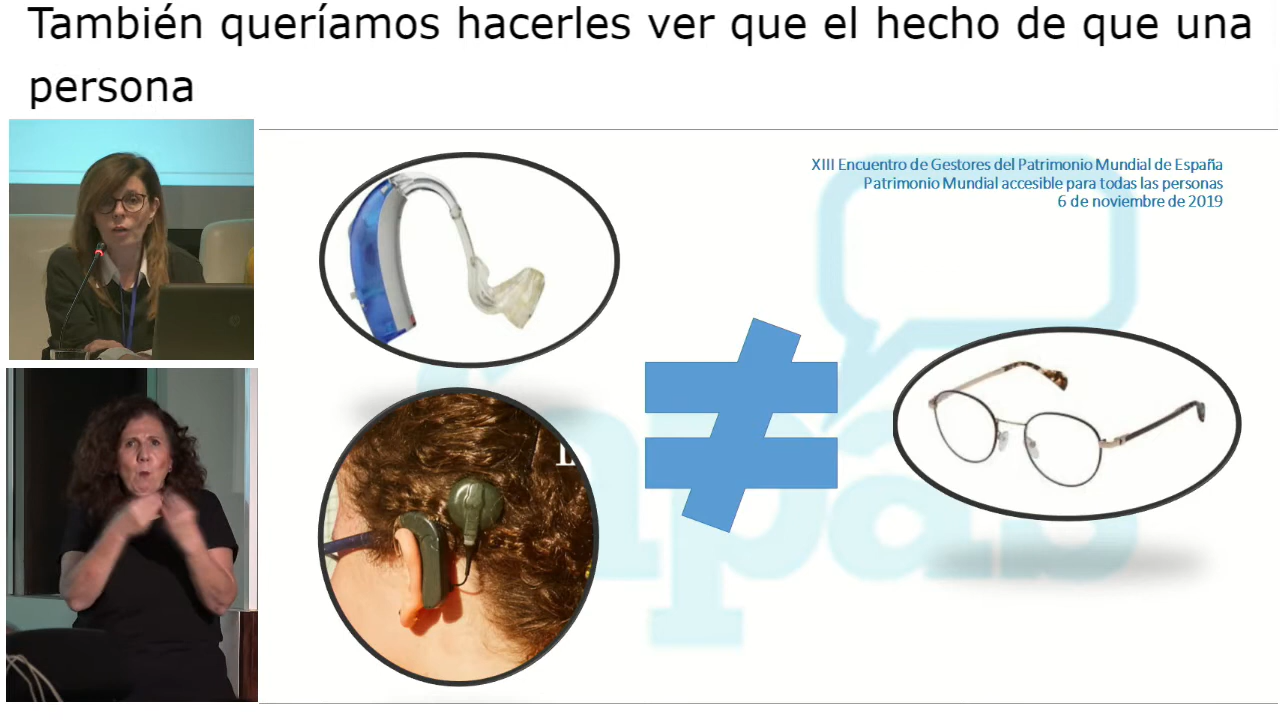 También queríamos hacerles ver que el hecho de que una
persona
XIII Encuentro de Gestores del Patrimonio Mundial de España
Patrimonio Mundial accesible para todas las personas
6 de noviembre de 2019